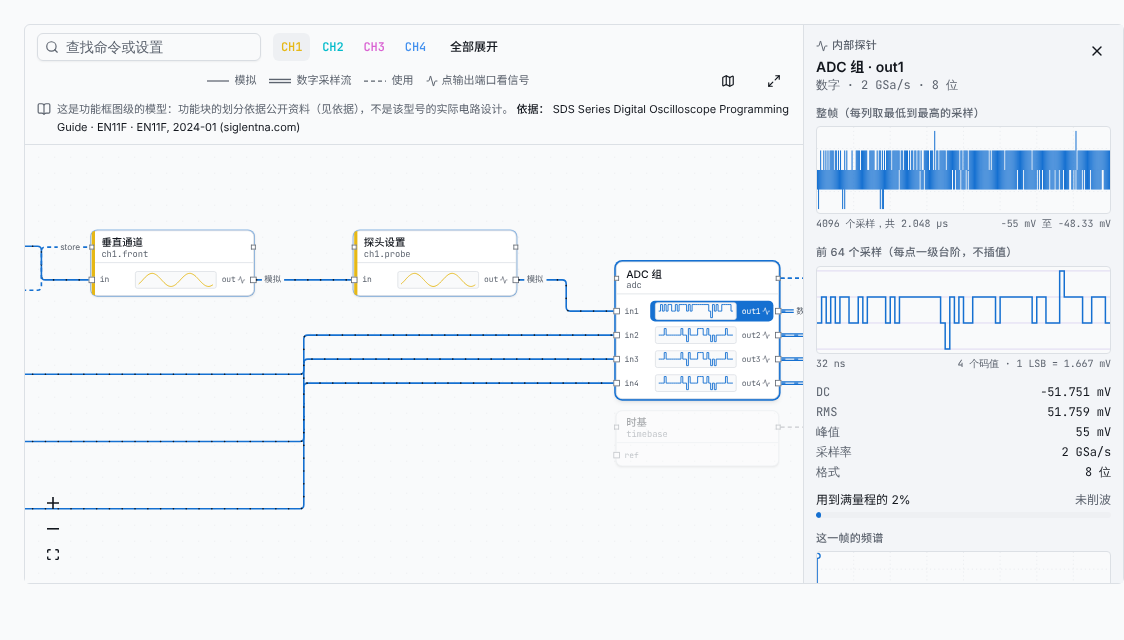 查找命令或设置
CH1 CH2 CH3 CH4 全部展开
模拟 数字采样流 使用 点输出端口看信号
这是功能框图级的模型：功能块的划分依据公开资料（见依据），不是该型号的实际电路设计。 依据： SDS Series Digital Oscilloscope Programming
Guide · EN11F · EN11F, 2024-01 (siglentna.com)
store
垂直通道
ch1.front
in out 模拟
探头设置
ch1.probe
in out 模拟
ADC 组
adc
in1 out1
in2 out2
in3 out3
in4 out4
时基
timebase
ref
内部探针
ADC 组 · out1
数字 · 2 GSa/s · 8 位
整帧（每列取最低到最高的采样）
4096 个采样，共 2.048 µs -55 mV 至 -48.33 mV
前 64 个采样（每点一级台阶，不插值）
32 ns 4 个码值 · 1 LSB = 1.667 mV
DC -51.751 mV
RMS 51.759 mV
峰值 55 mV
采样率 2 GSa/s
格式 8 位
用到满量程的 2% 未削波
这一帧的频谱